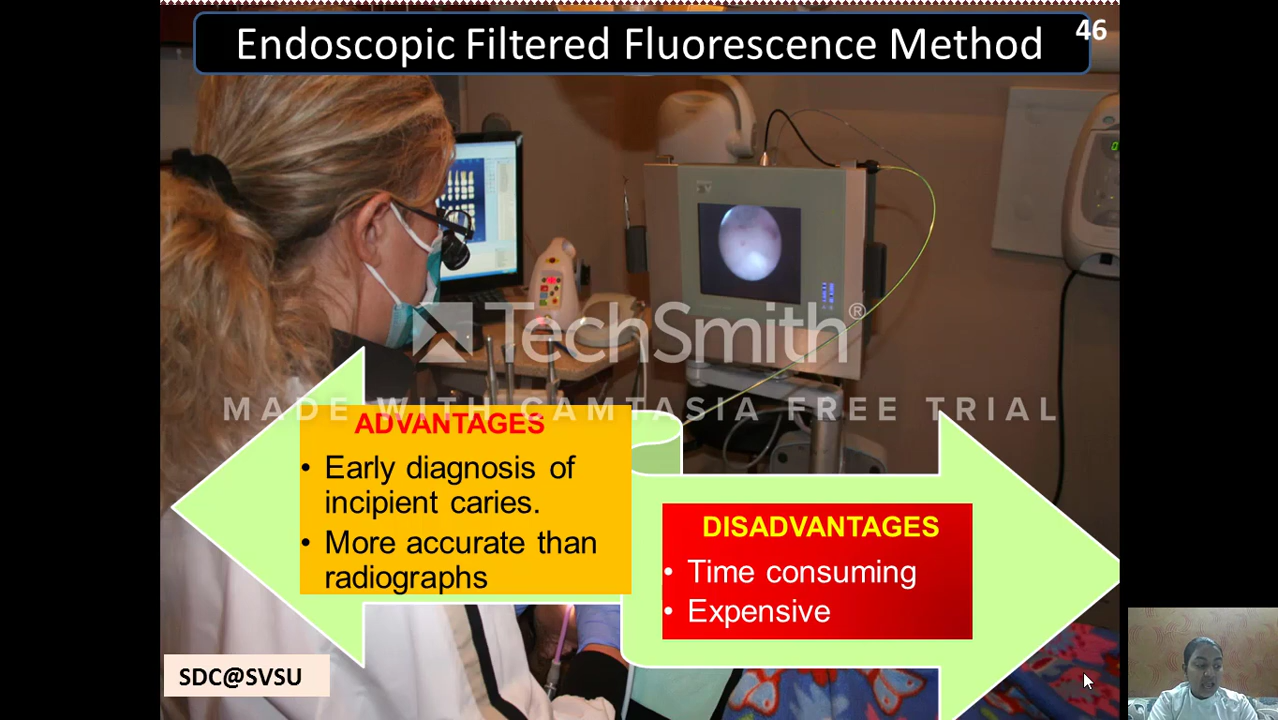 Endoscopic Filtered Fluorescence Method
46
TechSmith®
MADE WITH CAMTASIA FREE TRIAL
ADVANTAGES
• Early diagnosis of
incipient caries.
• More accurate than
radiographs
DISADVANTAGES
• Time consuming
• Expensive
SDC@SVSU